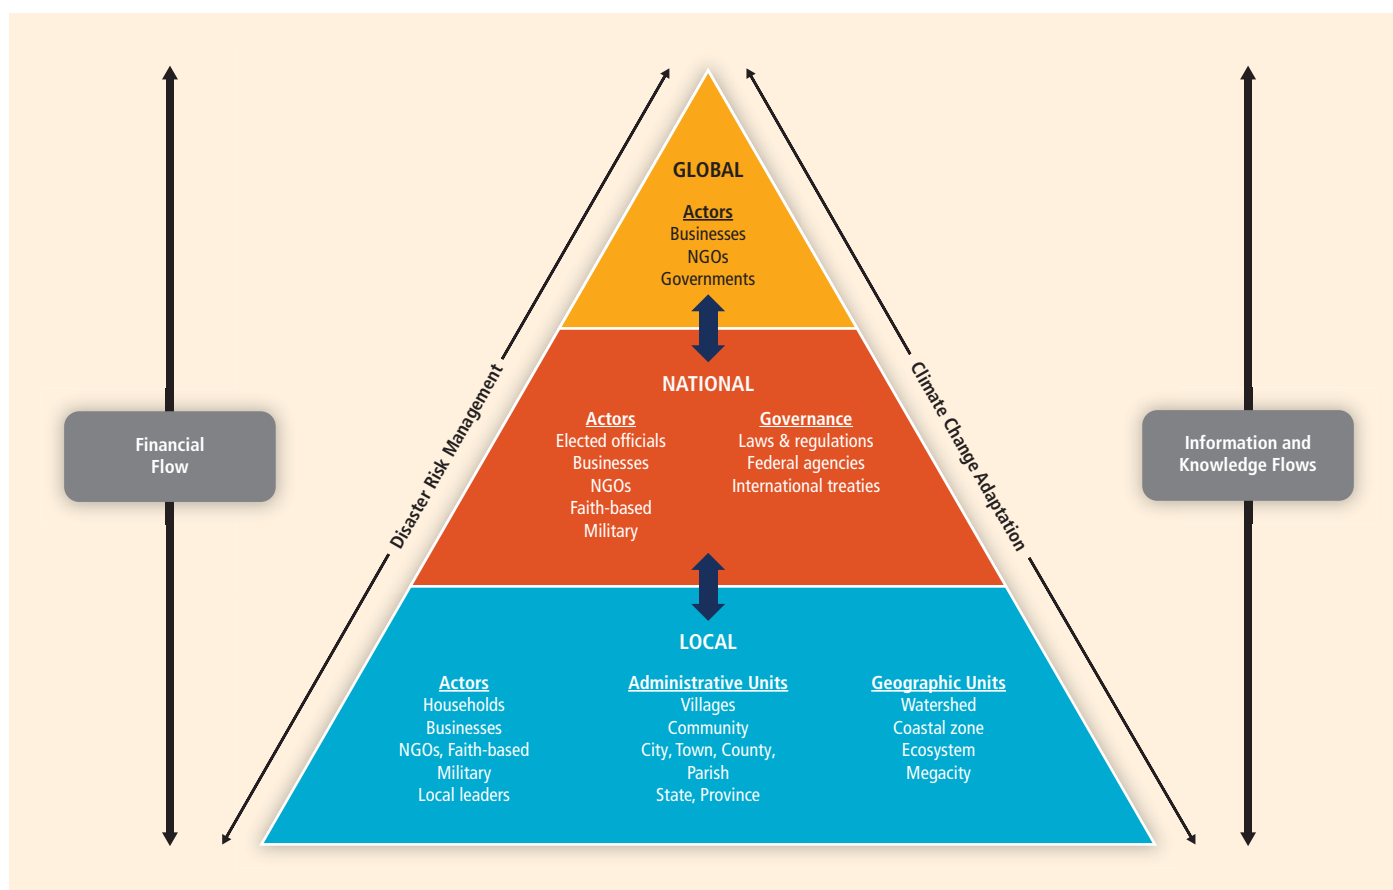 GLOBAL
Actors
Businesses
NGOs
Governments
NATIONAL
Actors
Elected officials
Businesses
NGOs
Faith-based
Military
Governance
Laws & regulations
Federal agencies
International treaties
LOCAL
Actors
Households
Businesses
NGOs, Faith-based
Military
Local leaders
Administrative Units
Villages
Community
City, Town, County,
Parish
State, Province
Geographic Units
Watershed
Coastal zone
Ecosystem
Megacity
Financial
Flow
Disaster Risk Management
Climate Change Adaptation
Information and
Knowledge Flows